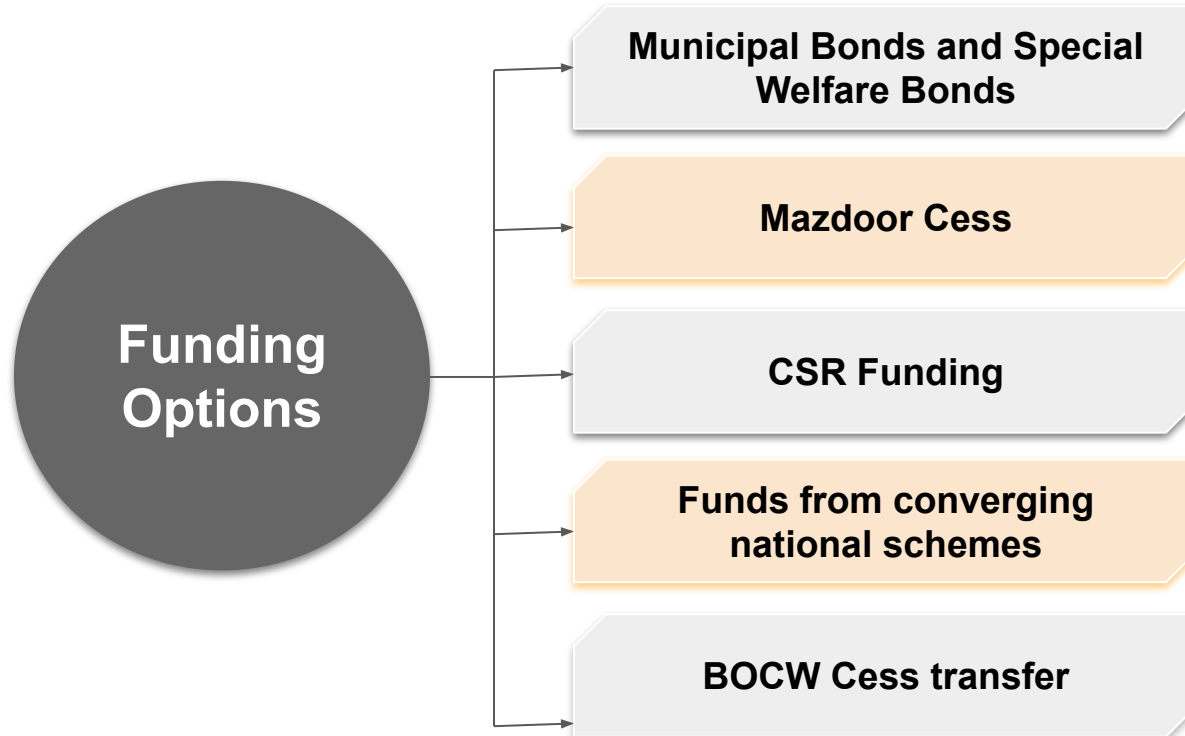 Funding
Options
Municipal Bonds and Special
Welfare Bonds
Mazdoor Cess
CSR Funding
Funds from converging
national schemes
BOCW Cess transfer